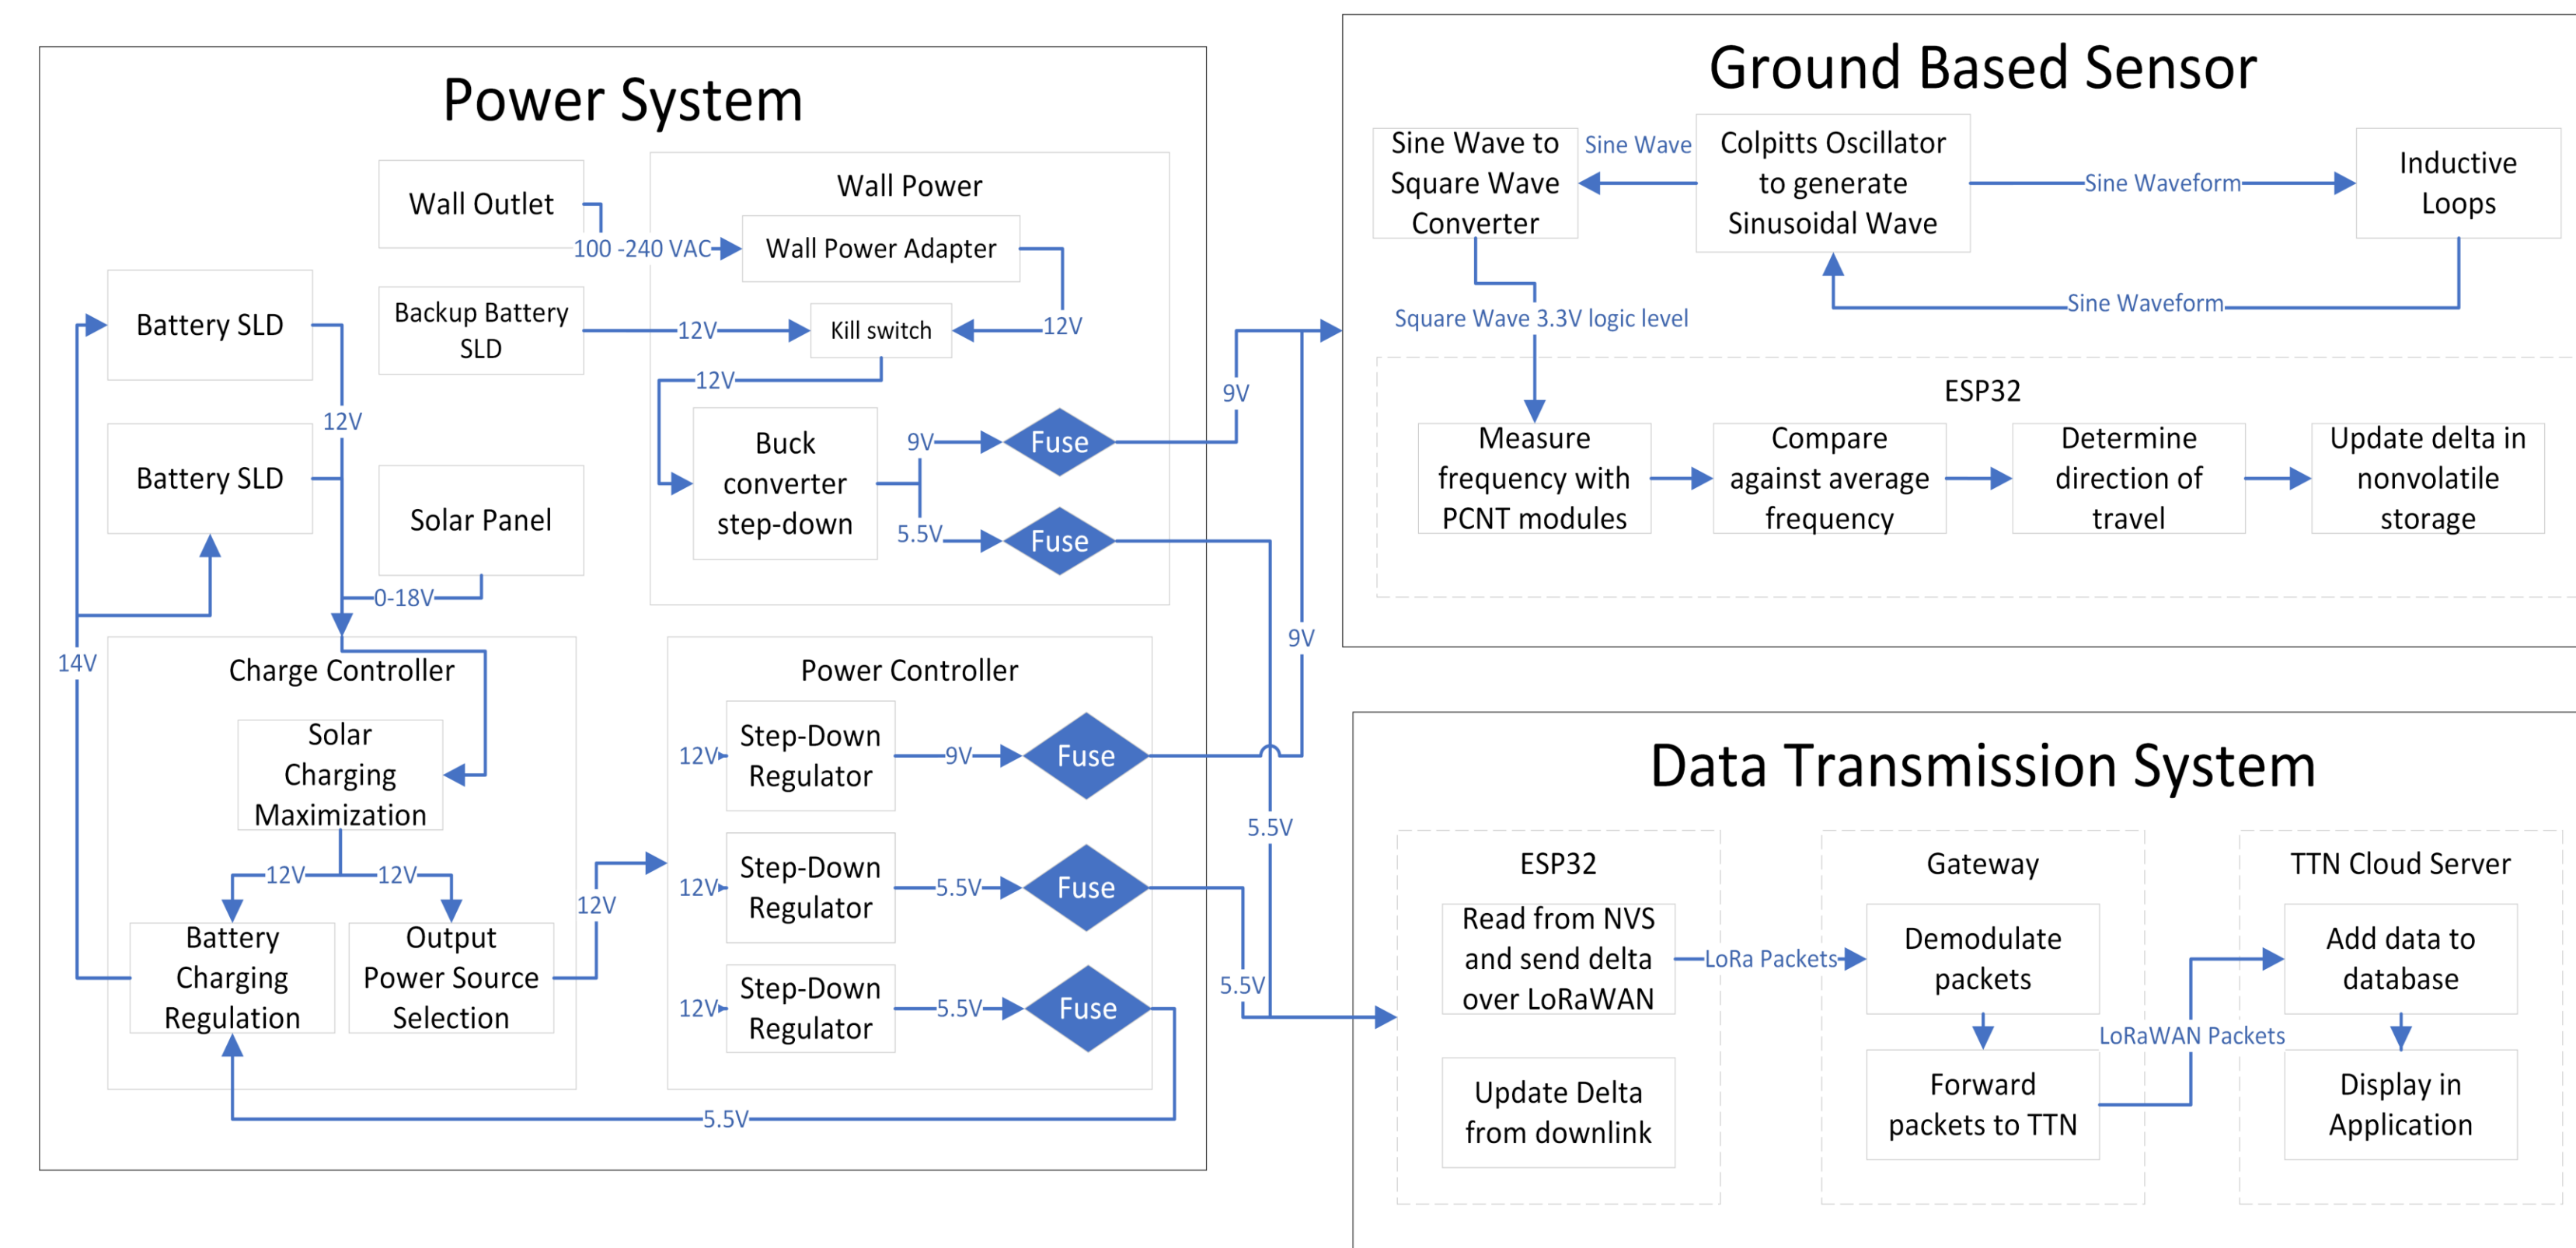 Power System
Wall Outlet
100 -240 VAC
Wall Power
Wall Power Adapter
12V
Backup Battery
SLD
12V
Kill switch
12V
Buck
converter
step-down
9V
Fuse
5.5V
Fuse
Battery SLD
12V
Battery SLD
Solar Panel
0-18V
14V
Charge Controller
Solar
Charging
Maximization
12V
12V
Battery
Charging
Regulation
Output
Power Source
Selection
12V
Power Controller
12V
Step-Down
Regulator
9V
Fuse
12V
Step-Down
Regulator
5.5V
Fuse
12V
Step-Down
Regulator
5.5V
Fuse
5.5V
9V
9V
5.5V
5.5V
Ground Based Sensor
Sine Wave to
Square Wave
Converter
Sine Wave
Colpitts Oscillator
to generate
Sinusoidal Wave
Sine Waveform
Inductive
Loops
Sine Waveform
Square Wave 3.3V logic level
ESP32
Measure
frequency with
PCNT modules
Compare
against average
frequency
Determine
direction of
travel
Update delta in
nonvolatile
storage
Data Transmission System
ESP32
Read from NVS
and send delta
over LoRaWAN
Update Delta
from downlink
LoRa Packets
Gateway
Demodulate
packets
Forward
packets to TTN
LoRaWAN Packets
TTN Cloud Server
Add data to
database
Display in
Application